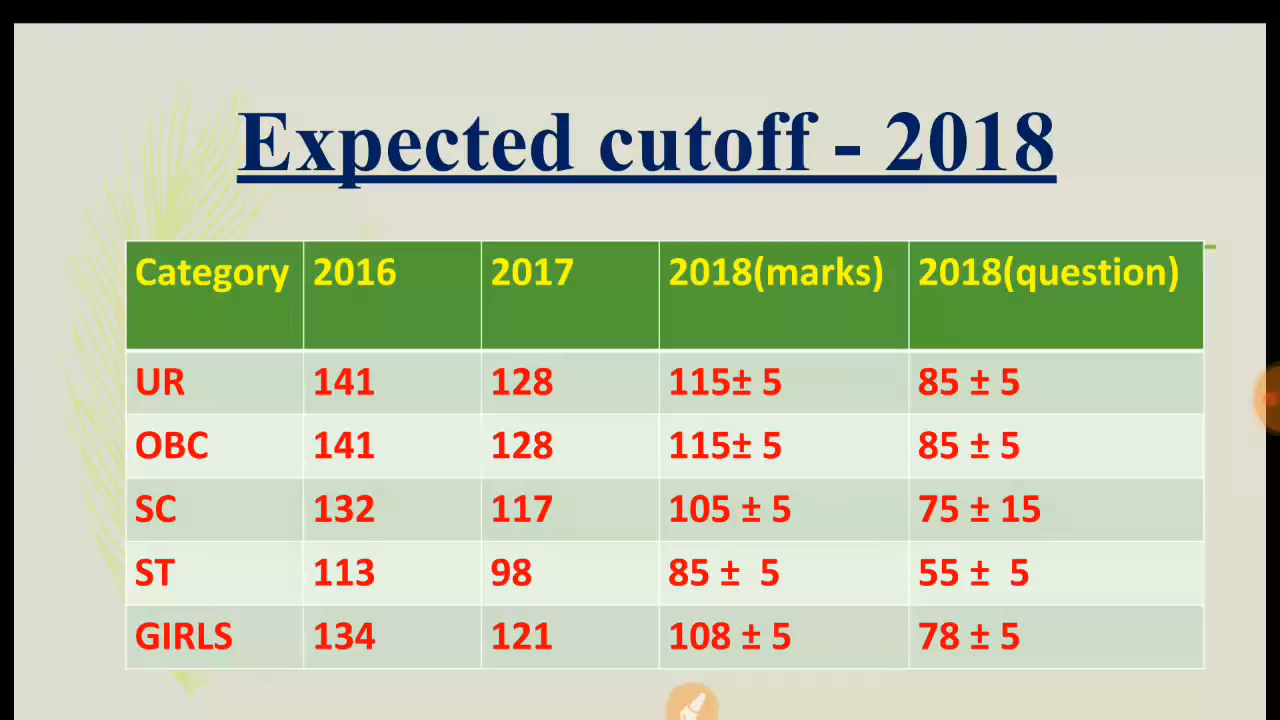 Expected cutoff - 2018
Category 2016 2017 2018(marks) 2018(question)
UR 141 128 115± 5 85 ± 5
OBC 141 128 115± 5 85 ± 5
SC 132 117 105 ± 5 75 ± 15
ST 113 98 85 ± 5 55 ± 5
GIRLS 134 121 108 ± 5 78 ± 5